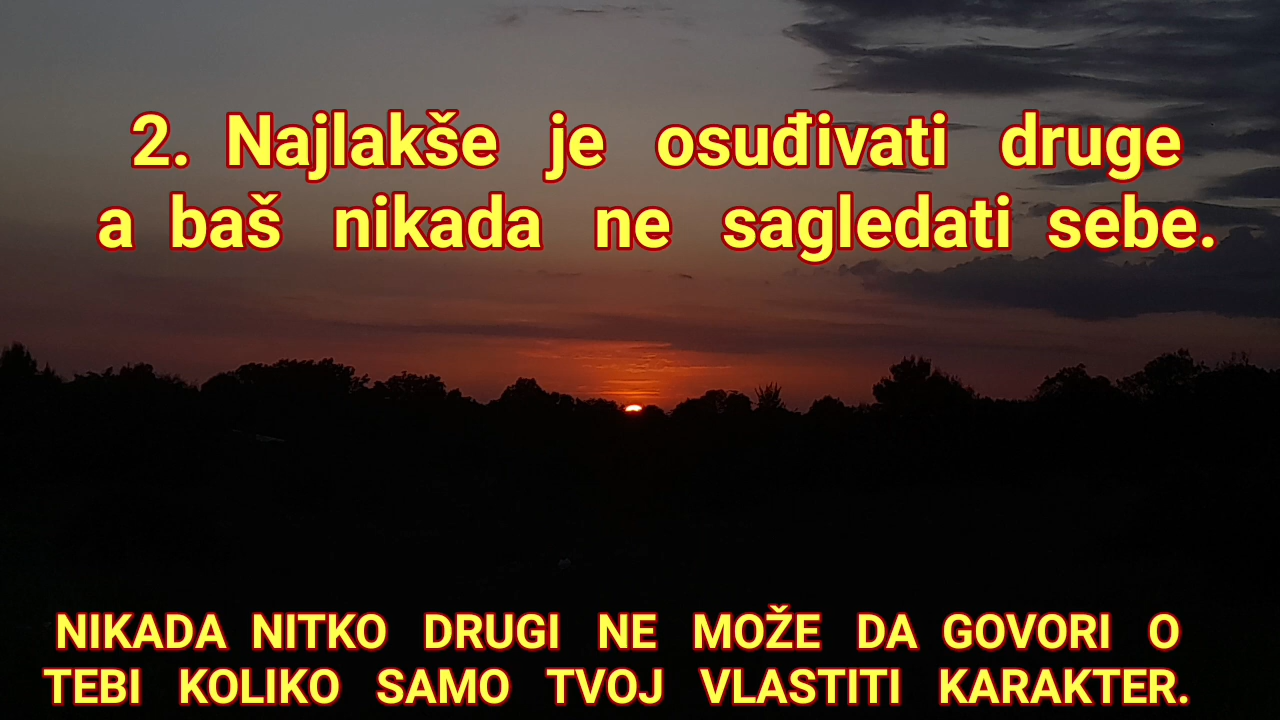 2. Najlakše je osuđivati druge
a baš nikada ne sagledati sebe.
NIKADA NITKO DRUGI NE MOŽE DA GOVORI O
TEBI KOLIKO SAMO TVOJ VLASTITI KARAKTER.